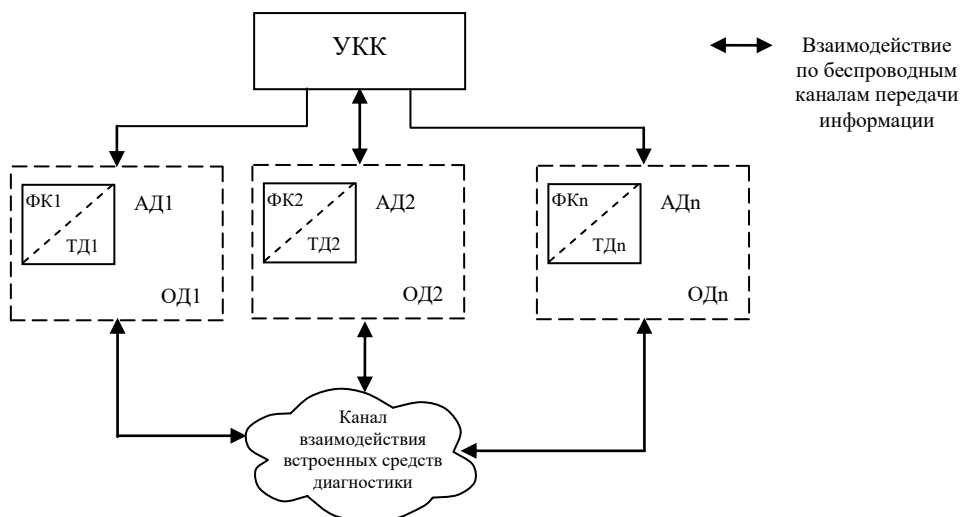 УКК
Взаимодействие
по беспроводным
каналам передачи
информации
ФК1
АД1
ТД1
ОД1
ФК2
АД2
ТД2
ОД2
ФКn
АДn
ТДn
ОДn
Канал
взаимодействия
встроенных средств
диагностики